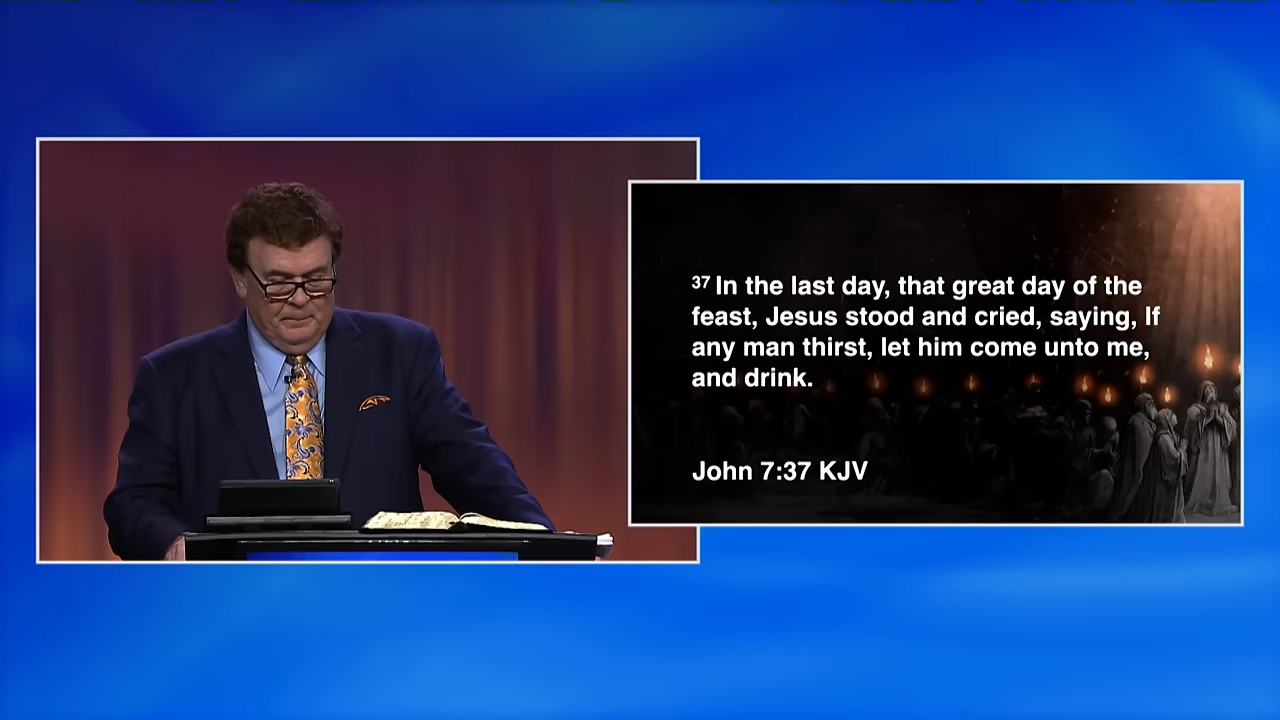 37 In the last day, that great day of the
feast, Jesus stood and cried, saying, If
any man thirst, let him come unto me,
and drink.
John 7:37 KJV